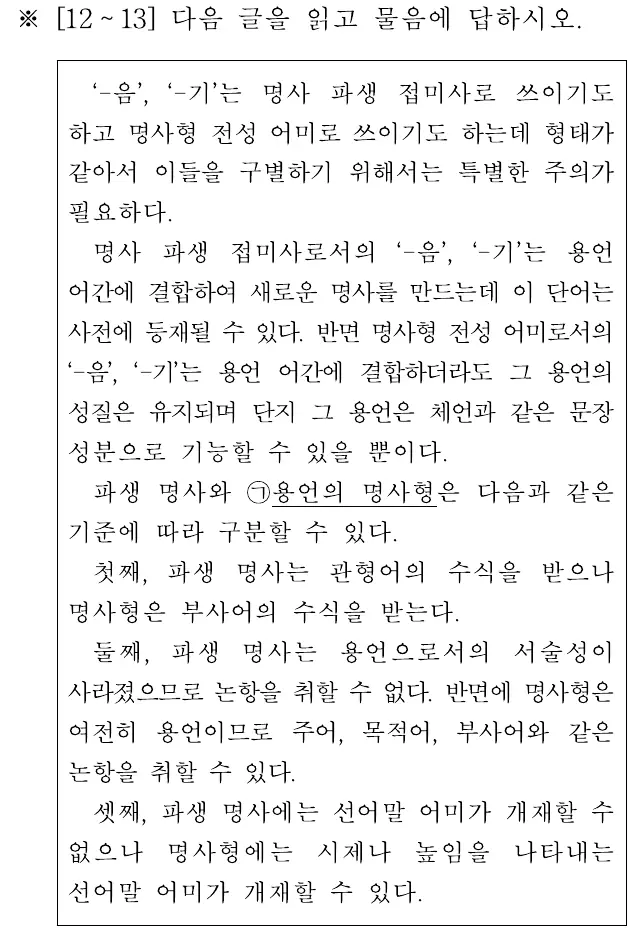 ※ [12～13] 다음 글을 읽고 물음에 답하시오.
‘-음’, ‘-기’는 명사 파생 접미사로 쓰이기도
하고 명사형 전성 어미로 쓰이기도 하는데 형태가
같아서 이들을 구별하기 위해서는 특별한 주의가
필요하다.
명사 파생 접미사로서의 ‘-음’, ‘-기’는 용언
어간에 결합하여 새로운 명사를 만드는데 이 단어는
사전에 등재될 수 있다. 반면 명사형 전성 어미로서의
‘-음’, ‘-기’는 용언 어간에 결합하더라도 그 용언의
성질은 유지되며 단지 그 용언은 체언과 같은 문장
성분으로 기능할 수 있을 뿐이다.
파생 명사와 ㉠용언의 명사형은 다음과 같은
기준에 따라 구분할 수 있다.
첫째, 파생 명사는 관형어의 수식을 받으나
명사형은 부사어의 수식을 받는다.
둘째, 파생 명사는 용언으로서의 서술성이
사라졌으므로 논항을 취할 수 없다. 반면에 명사형은
여전히 용언이므로 주어, 목적어, 부사어와 같은
논항을 취할 수 있다.
셋째, 파생 명사에는 선어말 어미가 개재할 수
없으나 명사형에는 시제나 높임을 나타내는
선어말 어미가 개재할 수 있다.